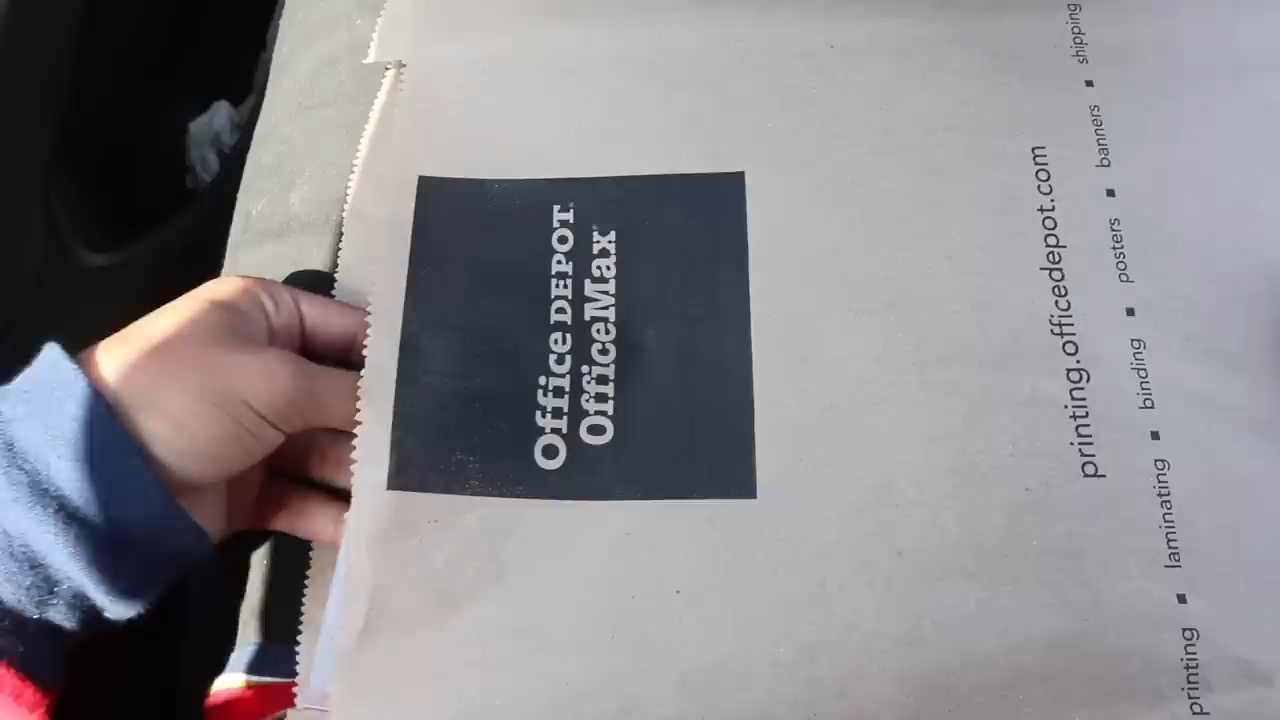 Office DEPOT®
OfficeMax®
printing.officedepot.com
printing ▪ laminating ▪ binding ▪ posters ▪ banners ▪ shipping